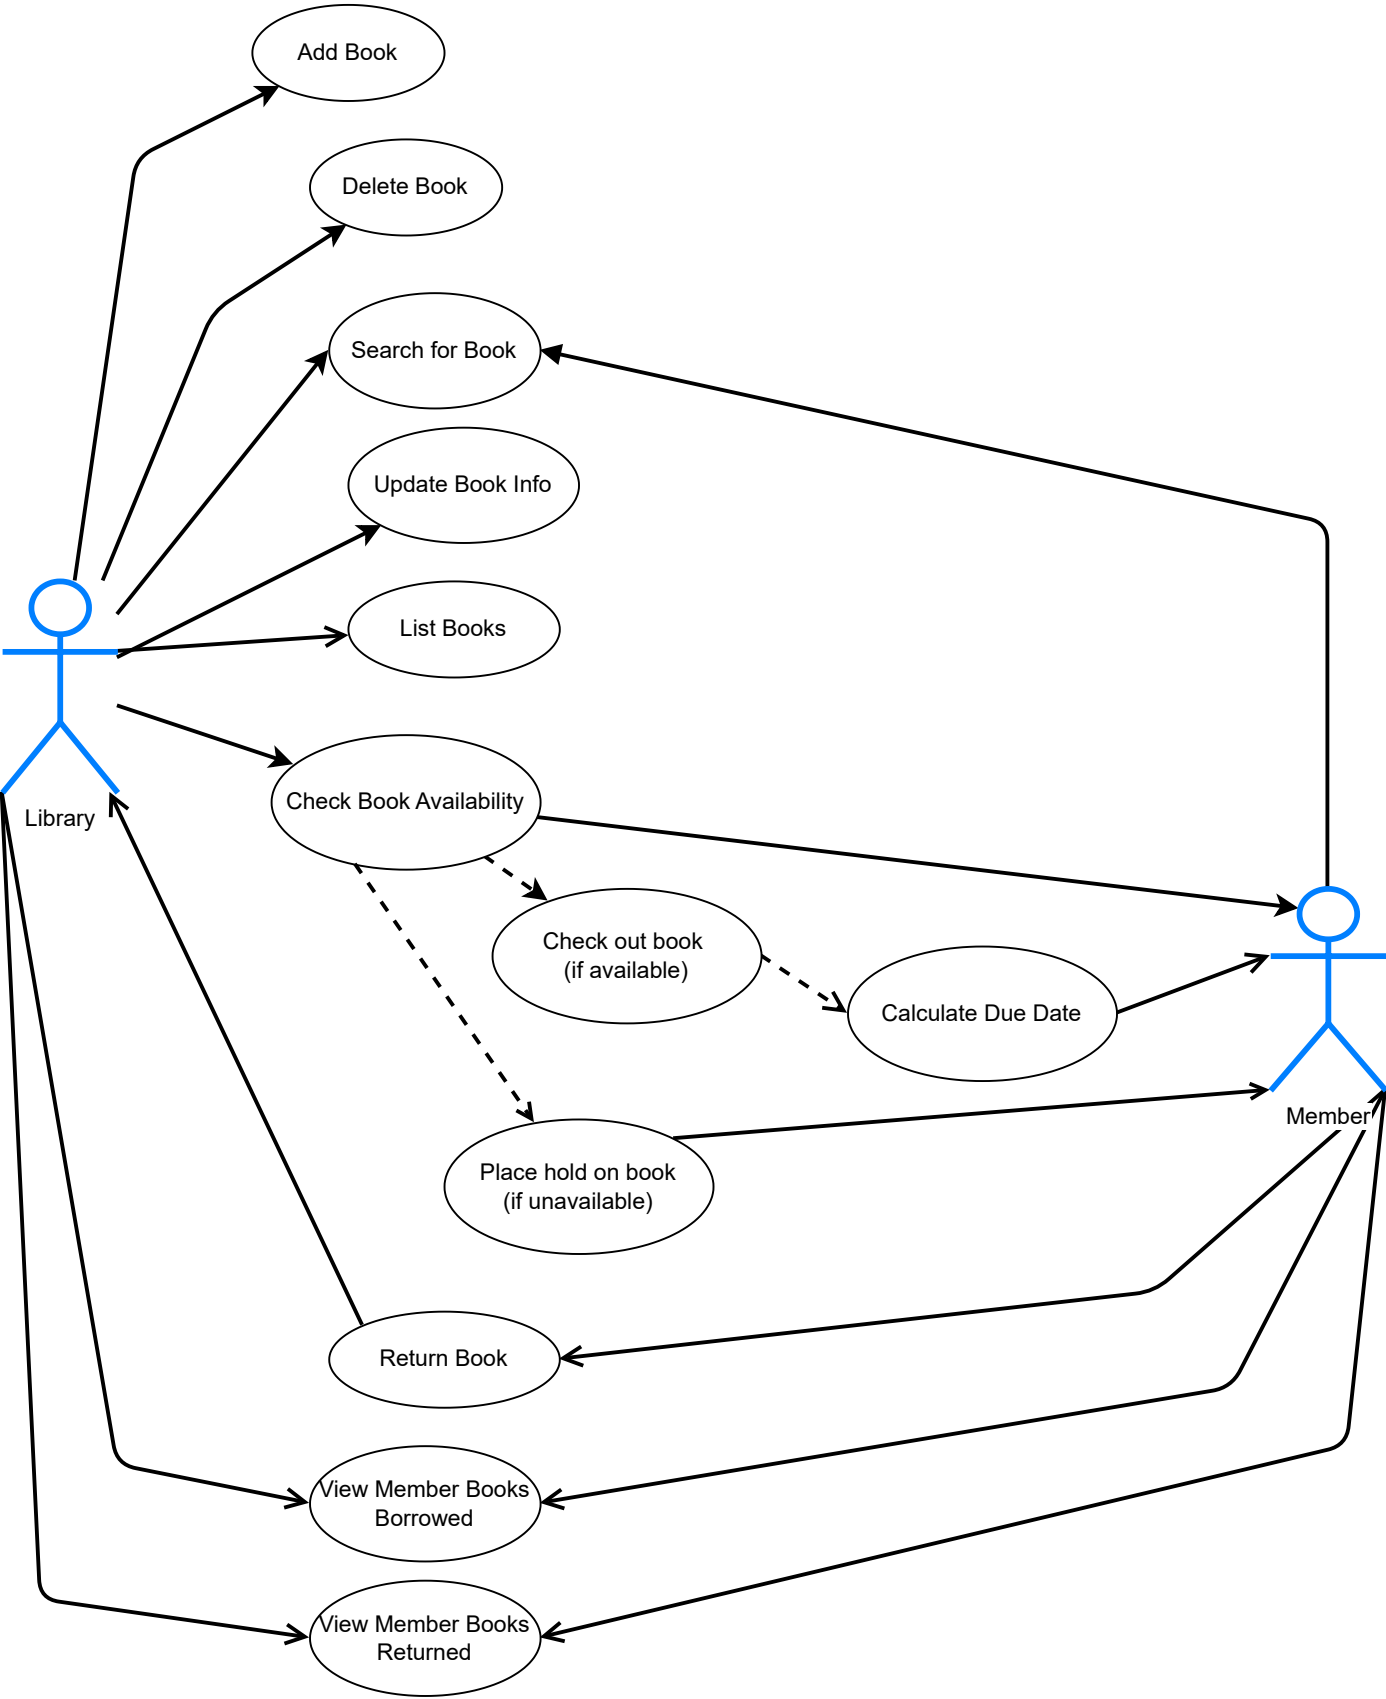 Add Book
Delete Book
Search for Book
Update Book Info
List Books
Library
Check Book Availability
Check out book
(if available)
Calculate Due Date
Member
Place hold on book
(if unavailable)
Return Book
View Member Books
Borrowed
View Member Books
Returned